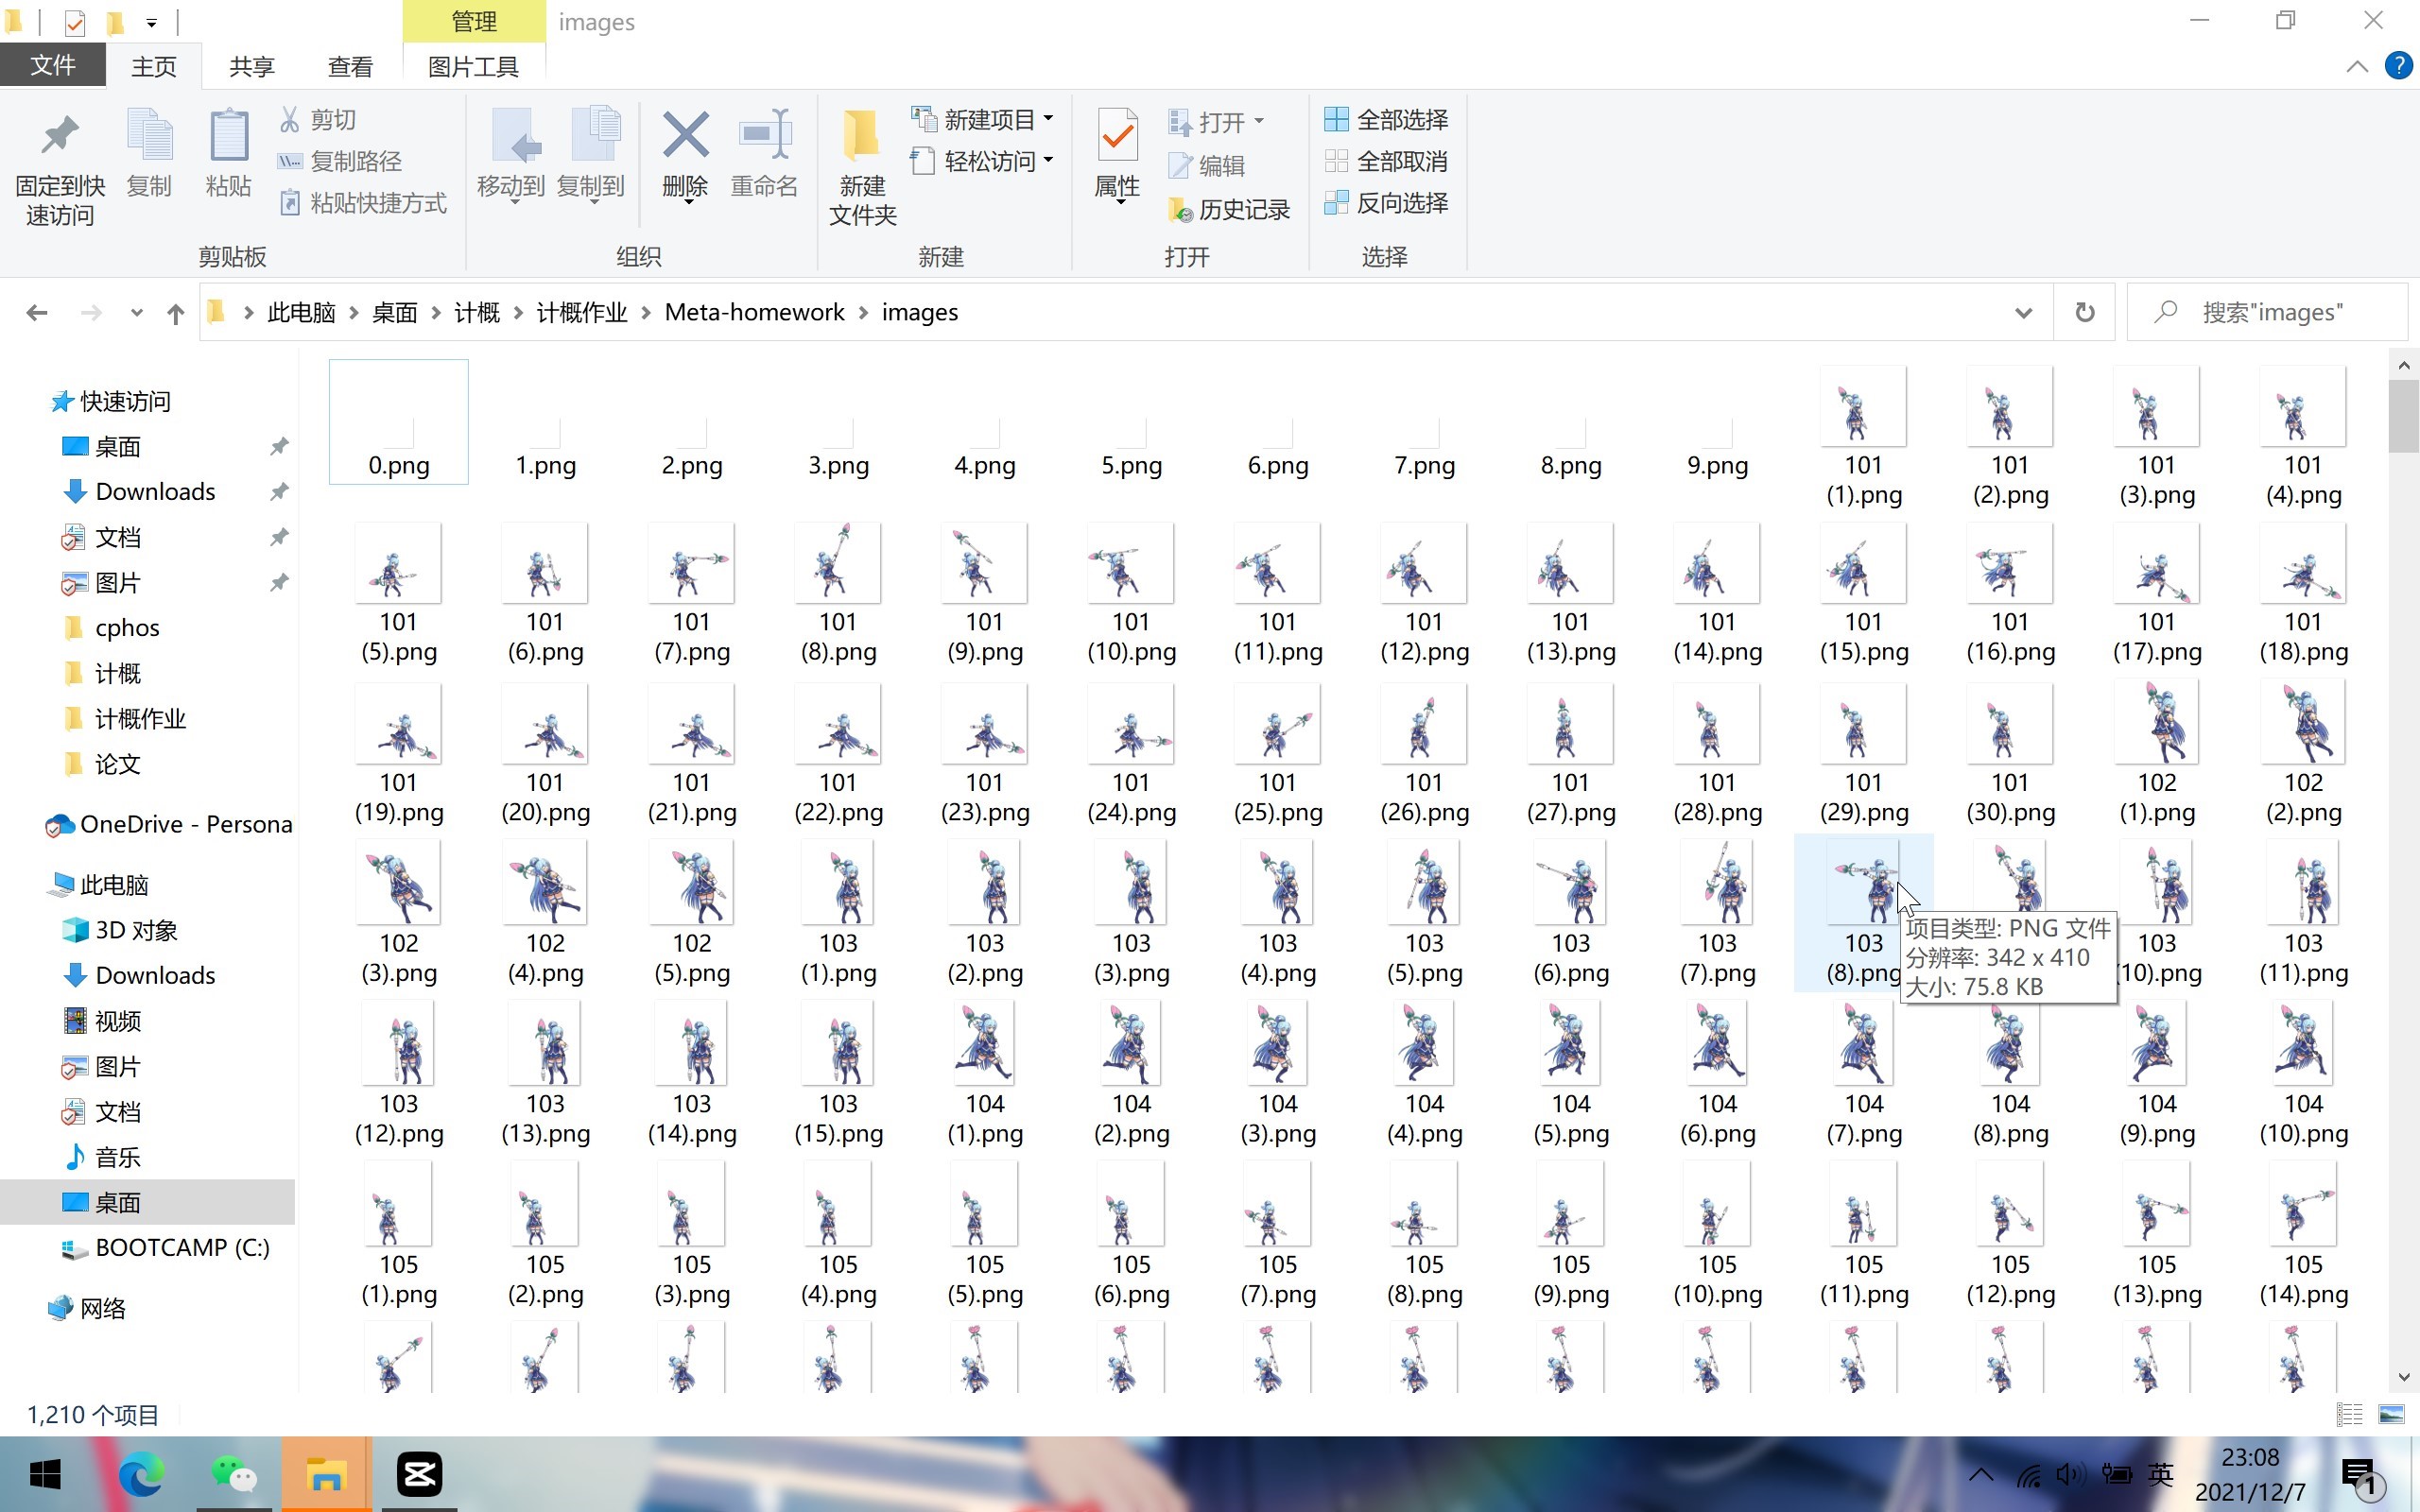 管理
images
文件
主页
共享
查看
图片工具
固定到快
速访问
复制
粘贴
剪切
复制路径
粘贴快捷方式
剪贴板
移动到
复制到
删除
重命名
组织
新建
文件夹
新建项目
轻松访问
新建
属性
打开
编辑
历史记录
打开
全部选择
全部取消
反向选择
选择
此电脑 桌面 计概 计概作业 Meta-homework images
搜索"images"
快速访问
桌面
Downloads
文档
图片
cphos
计概
计概作业
论文
OneDrive - Persona
此电脑
3D 对象
Downloads
视频
图片
文档
音乐
桌面
BOOTCAMP (C:)
网络
0.png 1.png 2.png 3.png 4.png 5.png 6.png 7.png 8.png 9.png 101 101 101 101
(1).png (2).png (3).png (4).png
101 101 101 101 101 101 101 101 101 101 101 101 101 101
(5).png (6).png (7).png (8).png (9).png (10).png (11).png (12).png (13).png (14).png (15).png (16).png (17).png (18).png
101 101 101 101 101 101 101 101 101 101 101 101 102 102
(19).png (20).png (21).png (22).png (23).png (24).png (25).png (26).png (27).png (28).png (29).png (30).png (1).png (2).png
102 102 102 103 103 103 103 103 103 103 103 103 103
(3).png (4).png (5).png (1).png (2).png (3).png (4).png (5).png (6).png (7).png (8).png (10).png (11).png
项目类型: PNG 文件
分辨率: 342 x 410
大小: 75.8 KB
103 103 103 103 104 104 104 104 104 104 104 104 104 104
(12).png (13).png (14).png (15).png (1).png (2).png (3).png (4).png (5).png (6).png (7).png (8).png (9).png (10).png
105 105 105 105 105 105 105 105 105 105 105 105 105 105
(1).png (2).png (3).png (4).png (5).png (6).png (7).png (8).png (9).png (10).png (11).png (12).png (13).png (14).png
1,210 个项目
英
23:08
2021/12/7
1